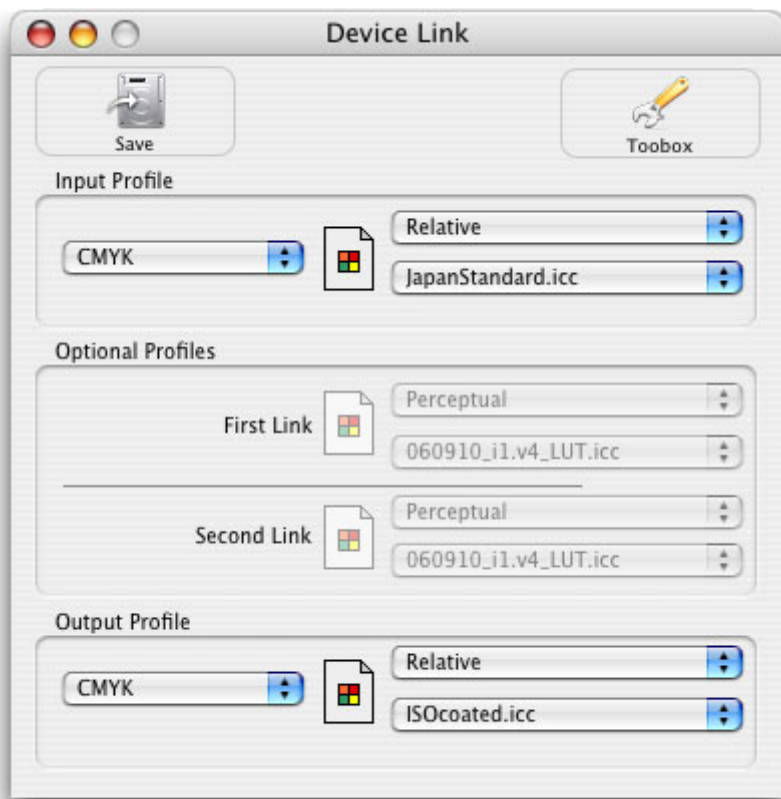 Device Link
Save
Toobox
Input Profile
CMYK
Relative
JapanStandard.icc
Optional Profiles
First Link
Perceptual
060910_i1.v4_LUT.icc
Second Link
Perceptual
060910_i1.v4_LUT.icc
Output Profile
CMYK
Relative
ISOcoated.icc